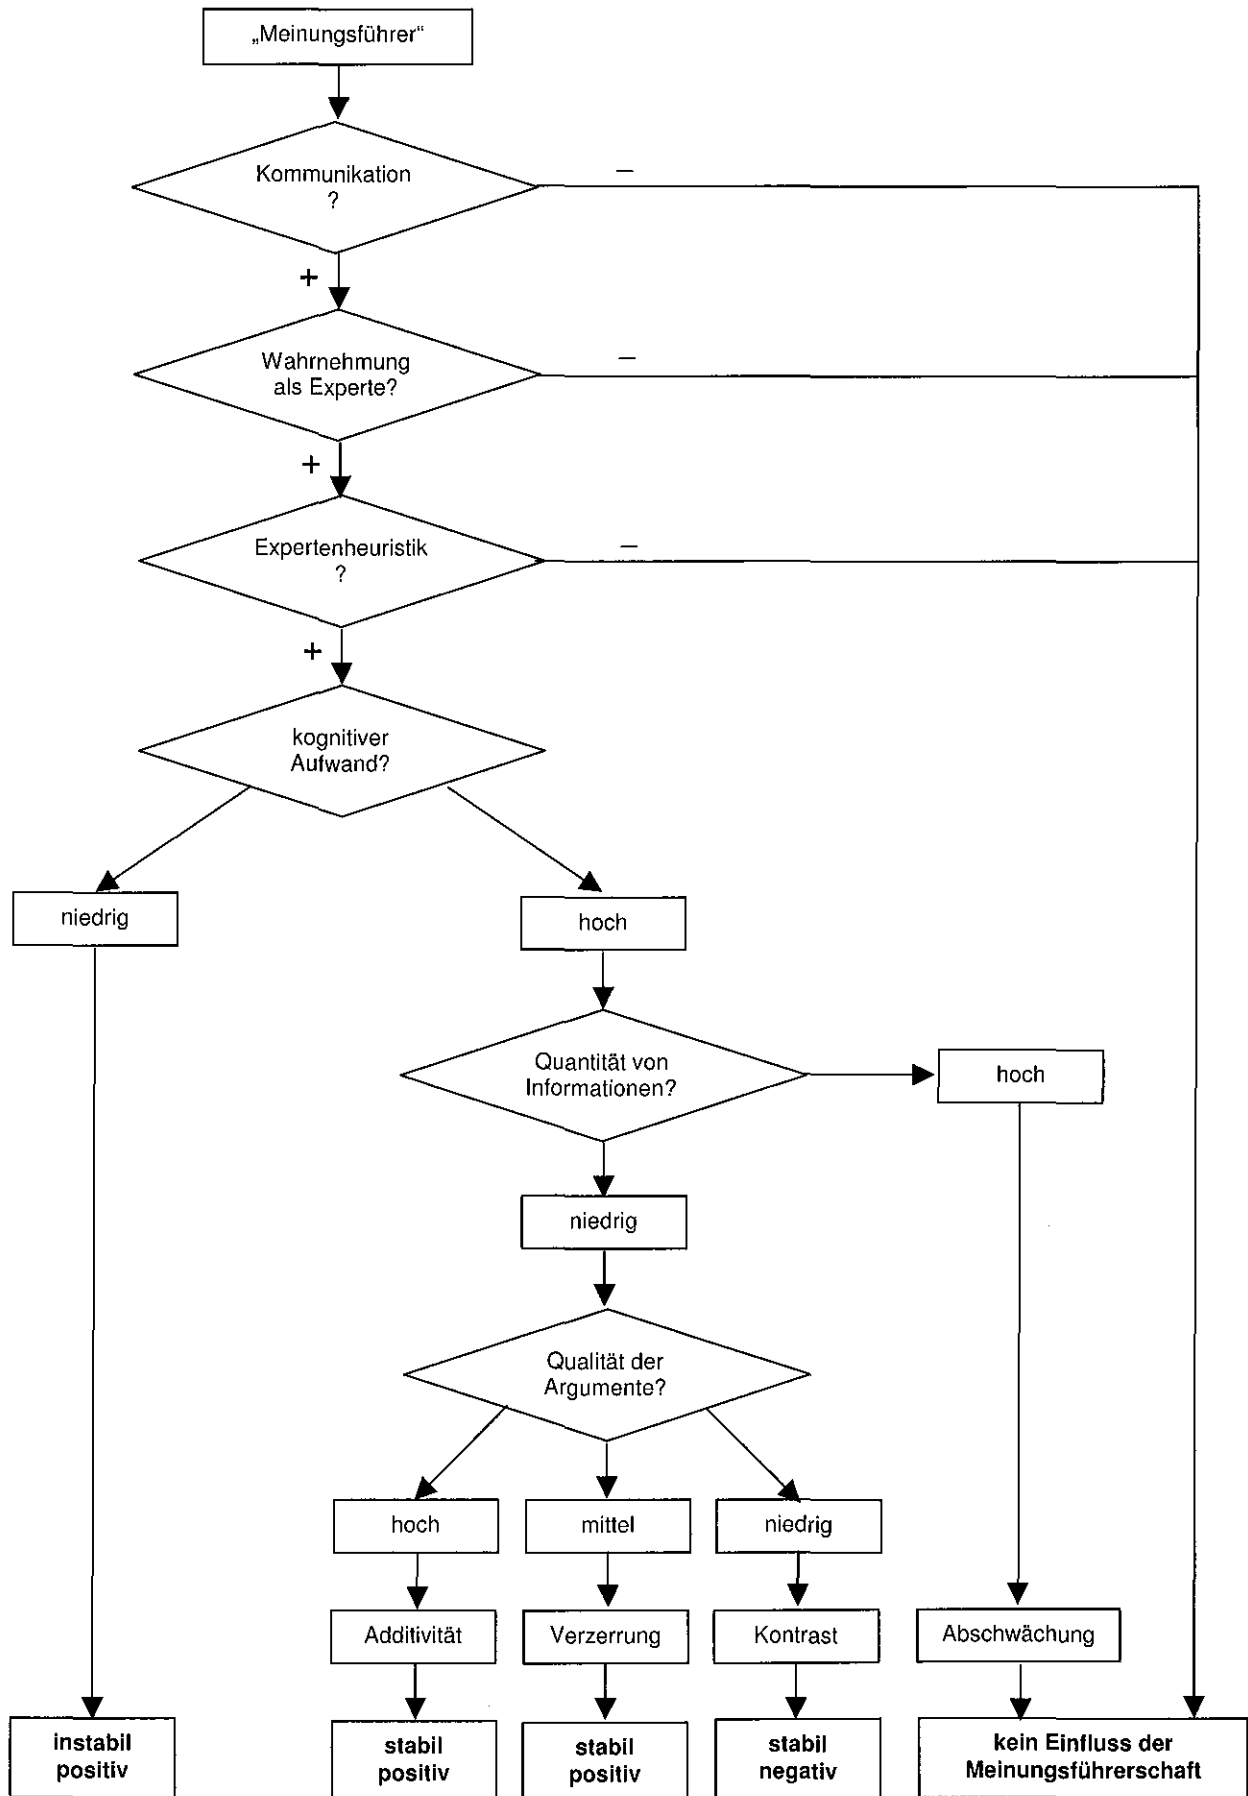 „Meinungsführer“
Kommunikation
?
–
+
Wahrnehmung
als Experte?
–
+
Expertenheuristik
?
–
+
kognitiver
Aufwand?
niedrig
hoch
Quantität von
Informationen?
hoch
niedrig
Qualität der
Argumente?
hoch
mittel
niedrig
Additivität
Verzerrung
Kontrast
Abschwächung
instabil
positiv
stabil
positiv
stabil
positiv
stabil
negativ
kein Einfluss der
Meinungsführerschaft